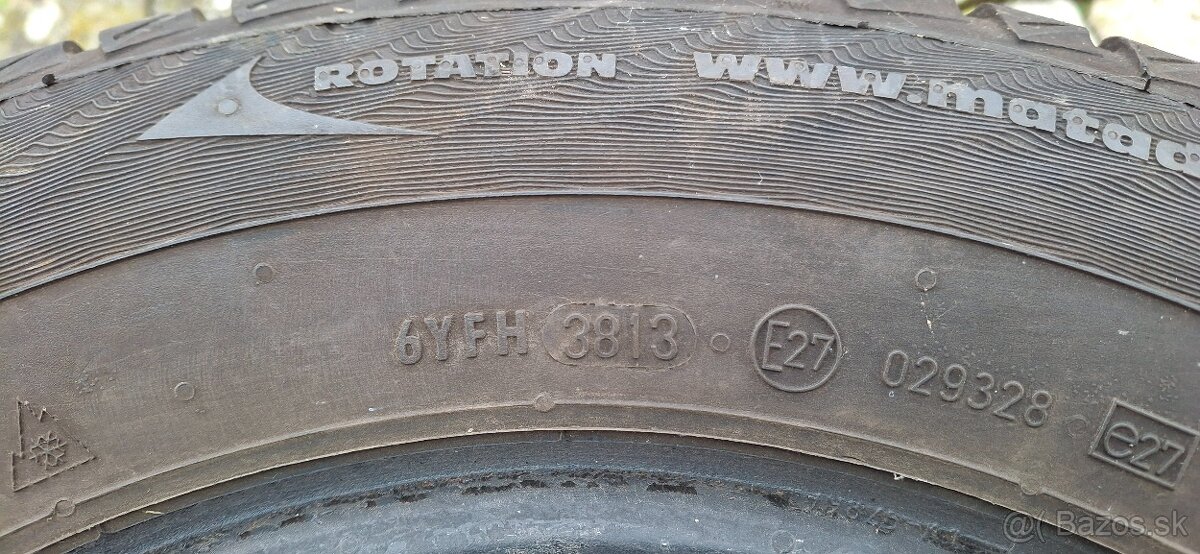 ROTATION www.matad
6YFH 3813 E27 029328 e27
@( Bazos.sk